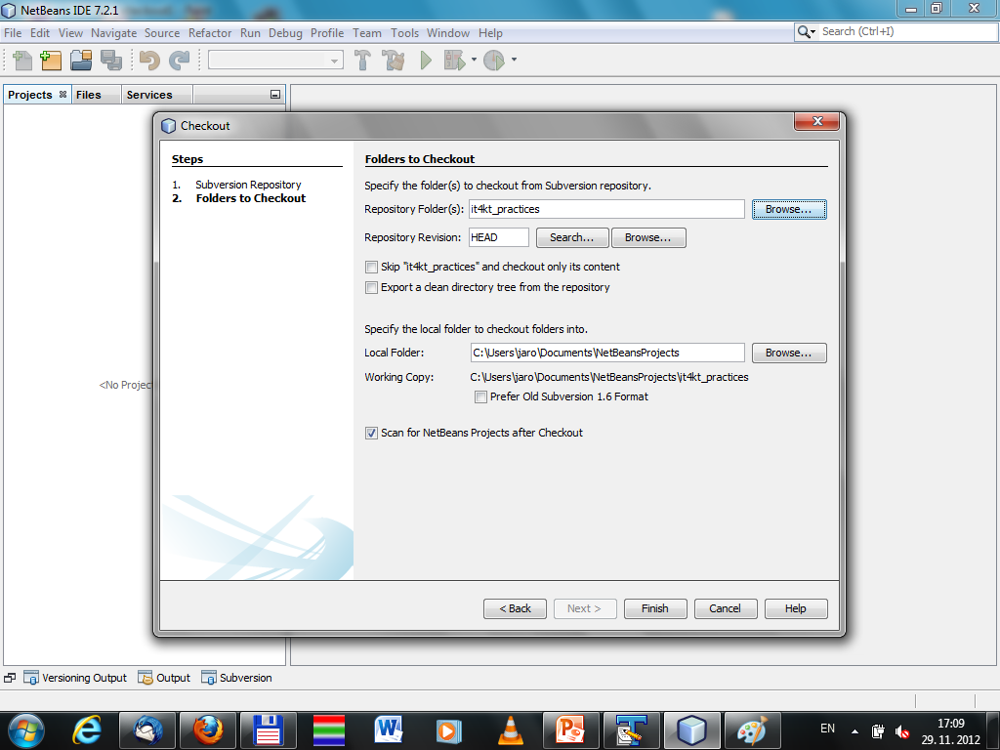 NetBeans IDE 7.2.1
File Edit View Navigate Source Refactor Run Debug Profile Team Tools Window Help
Search (Ctrl+I)
Projects Files Services
<No Projec
Checkout
Steps
1. Subversion Repository
2. Folders to Checkout
Folders to Checkout
Specify the folder(s) to checkout from Subversion repository.
Repository Folder(s): it4kt_practices Browse...
Repository Revision: HEAD Search... Browse...
Skip "it4kt_practices" and checkout only its content
Export a clean directory tree from the repository
Specify the local folder to checkout folders into.
Local Folder: C:\Users\jaro\Documents\NetBeansProjects Browse...
Working Copy: C:\Users\jaro\Documents\NetBeansProjects\it4kt_practices
Prefer Old Subversion 1.6 Format
Scan for NetBeans Projects after Checkout
< Back Next > Finish Cancel Help
Versioning Output Output Subversion
EN
17:09
29. 11. 2012